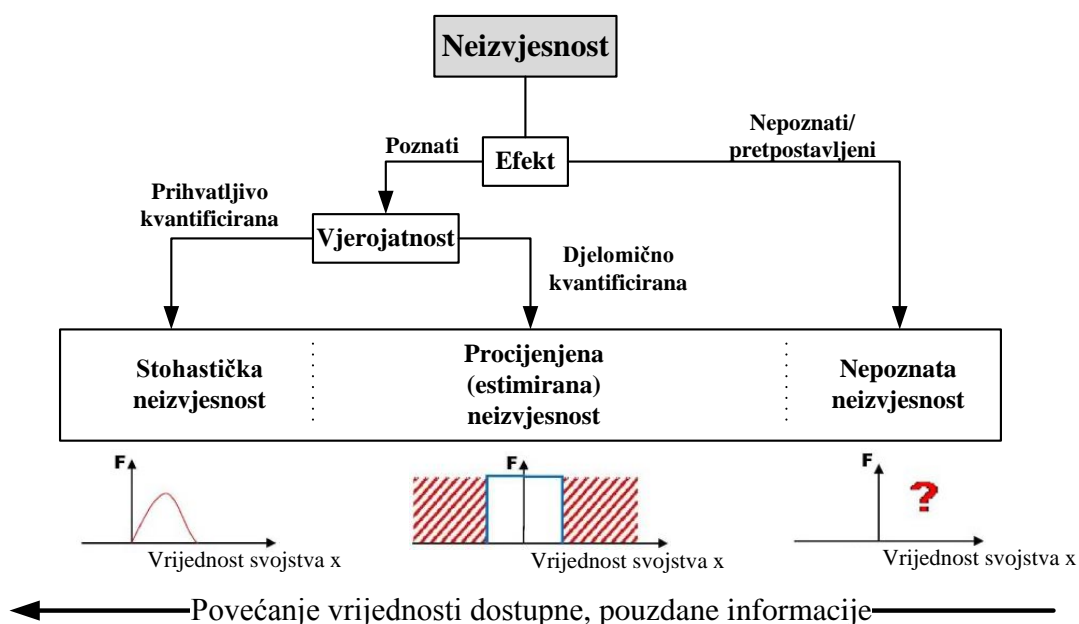 Neizvjesnost
Poznati
Efekt
Nepoznati/
pretpostavljeni
Prihvatljivo
kvantificirana
Vjerojatnost
Djelomično
kvantificirana
Stohastička
neizvjesnost
Procijenjena
(estimirana)
neizvjesnost
Nepoznata
neizvjesnost
F
Vrijednost svojstva x
F
Vrijednost svojstva x
F
?
Vrijednost svojstva x
Povećanje vrijednosti dostupne, pouzdane informacije